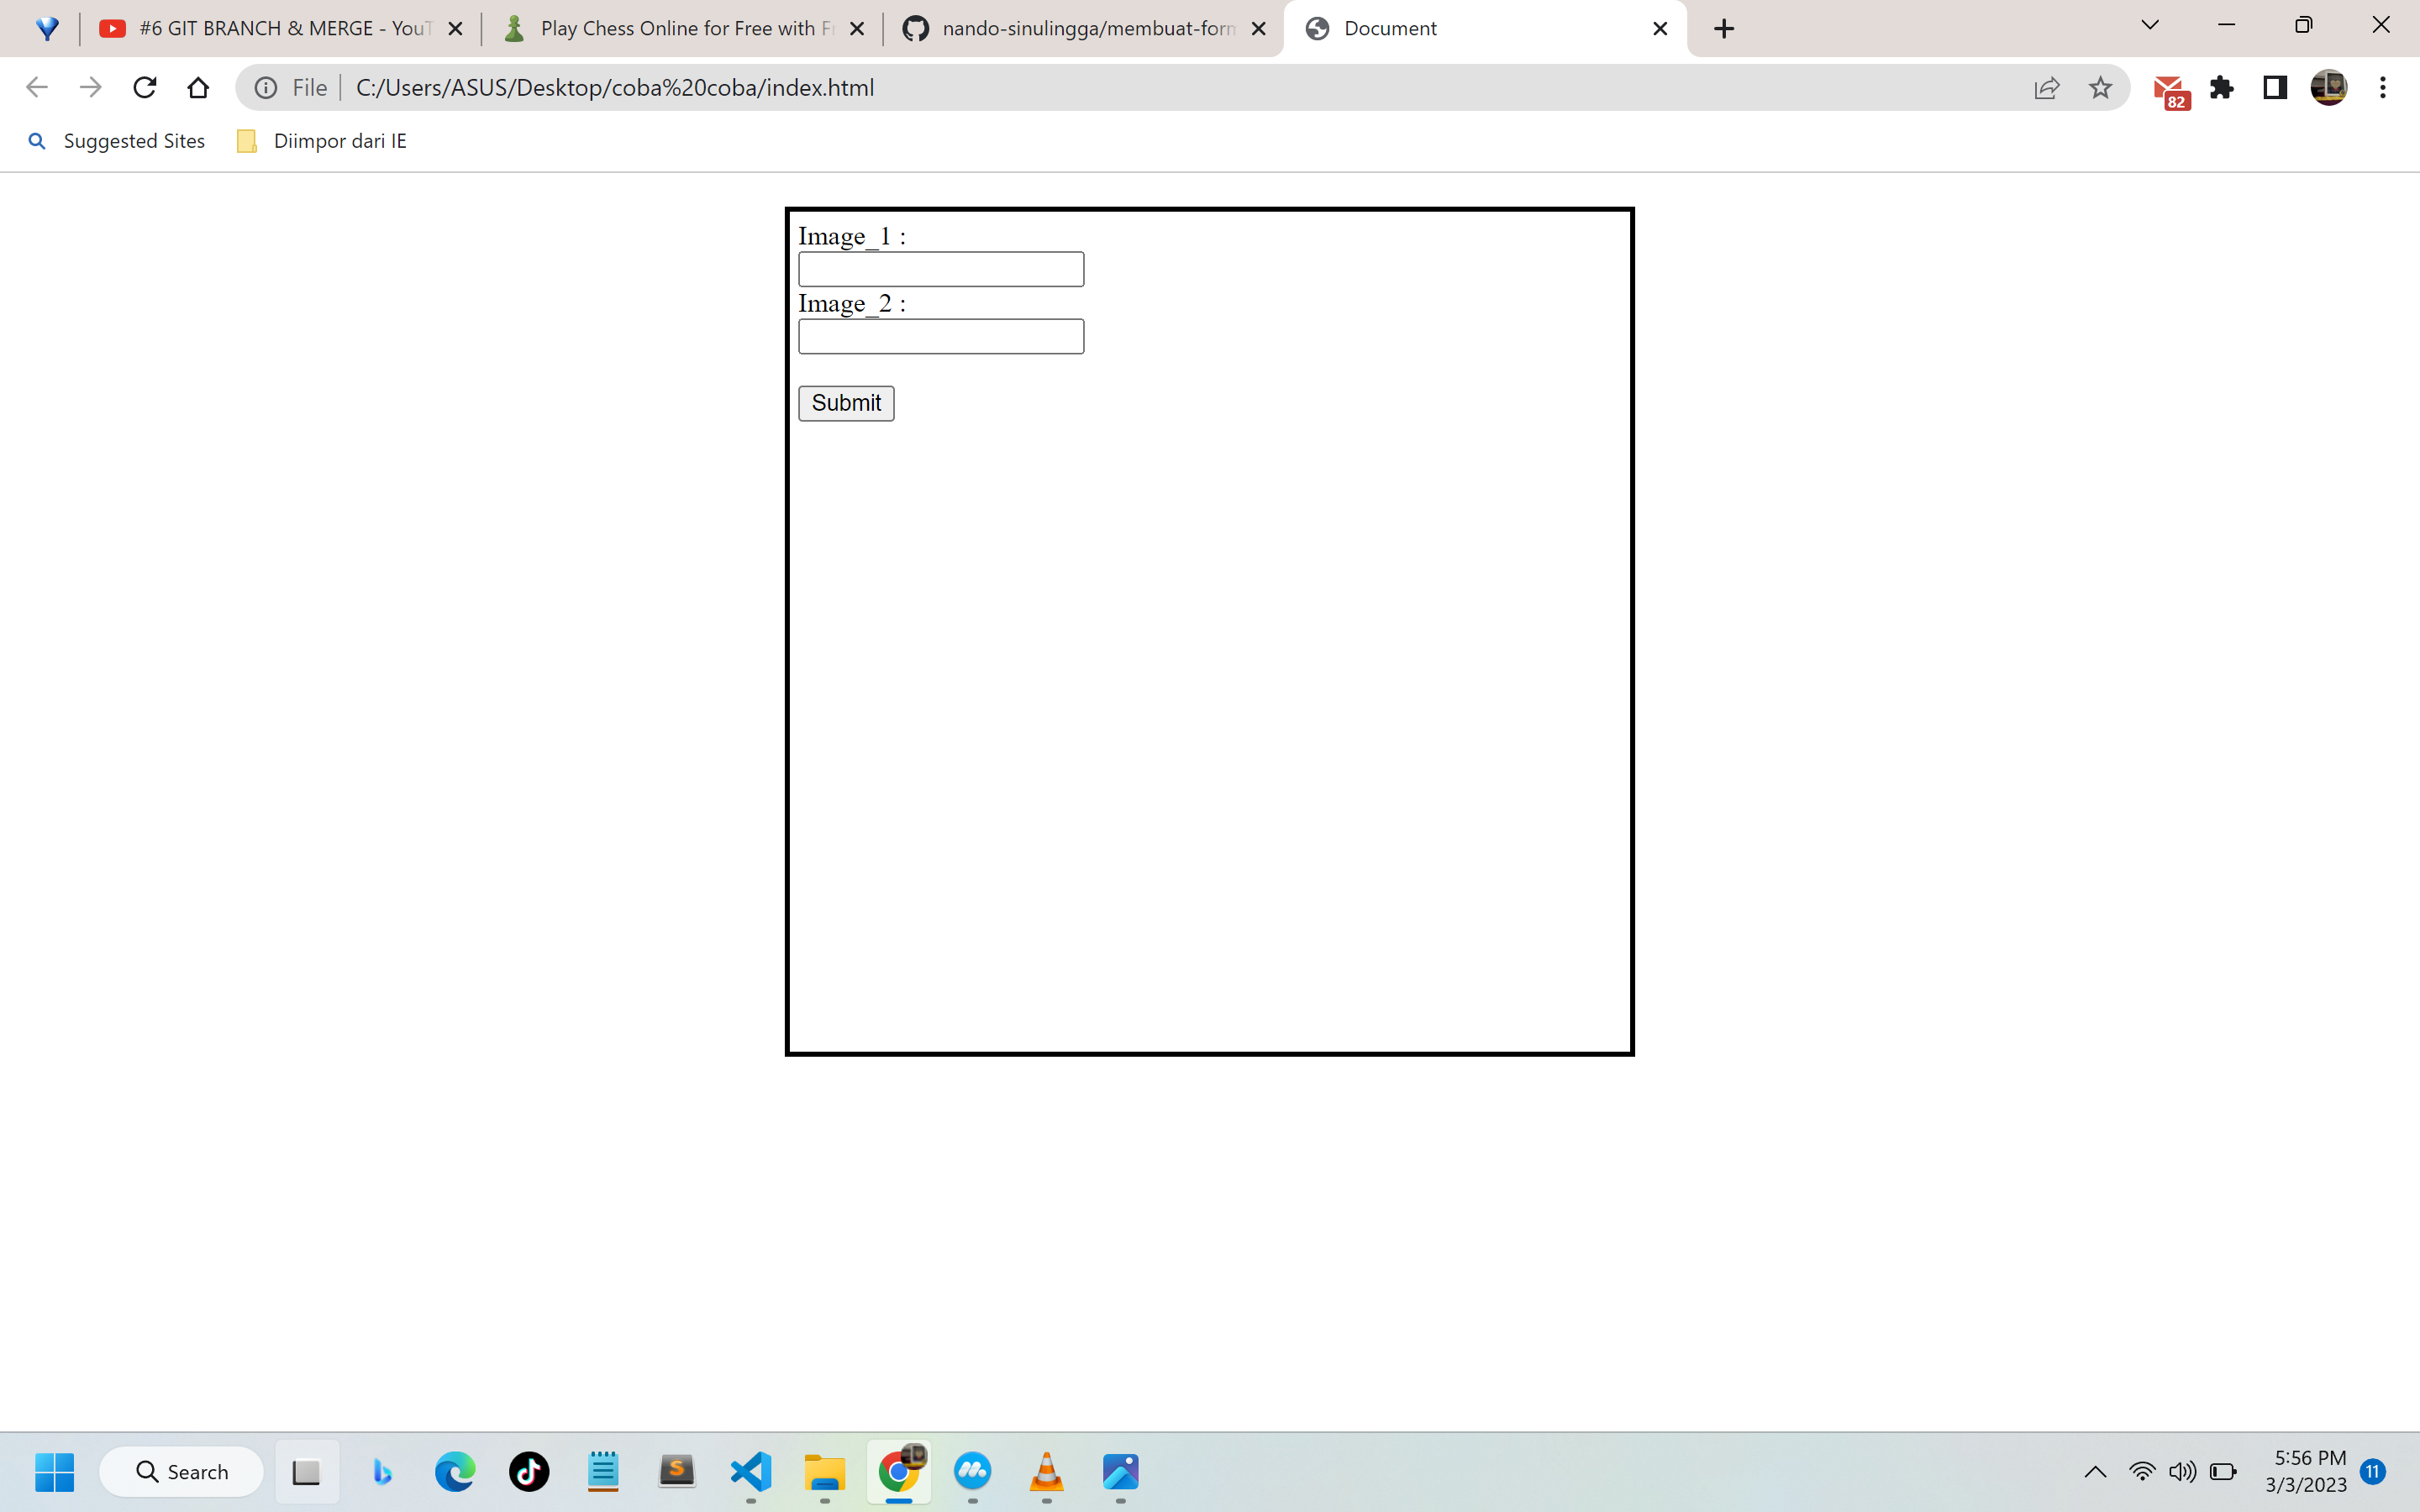 #6 GIT BRANCH & MERGE - YouT
Play Chess Online for Free with Fr
nando-sinulingga/membuat-form
Document
File
C:/Users/ASUS/Desktop/coba%20coba/index.html
82
Suggested Sites
Diimpor dari IE
Image_1 :
Image_2 :
Submit
Search
5:56 PM
3/3/2023
11